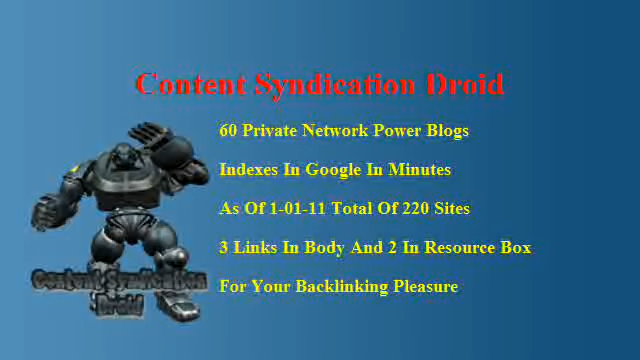 Content Syndication Droid
60 Private Network Power Blogs
Indexes In Google In Minutes
As Of 1-01-11 Total Of 220 Sites
3 Links In Body And 2 In Resource Box
For Your Backlinking Pleasure
Content Syndication
Droid